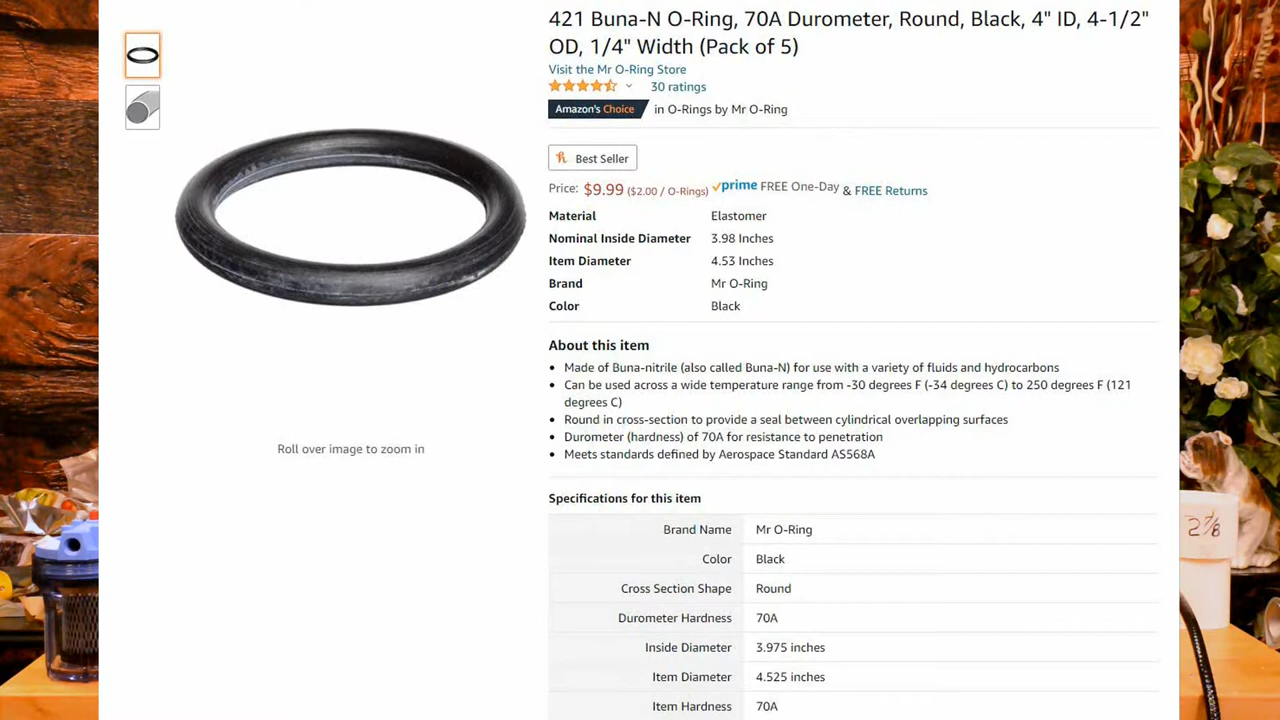 421 Buna-N O-Ring, 70A Durometer, Round, Black, 4" ID, 4-1/2"
OD, 1/4" Width (Pack of 5)
Visit the Mr O-Ring Store
30 ratings
Amazon's Choice in O-Rings by Mr O-Ring
Best Seller
Price: $9.99 ($2.00 / O-Rings) prime FREE One-Day & FREE Returns
Material Elastomer
Nominal Inside Diameter 3.98 Inches
Item Diameter 4.53 Inches
Brand Mr O-Ring
Color Black
About this item
Made of Buna-nitrile (also called Buna-N) for use with a variety of fluids and hydrocarbons
Can be used across a wide temperature range from -30 degrees F (-34 degrees C) to 250 degrees F (121
degrees C)
Round in cross-section to provide a seal between cylindrical overlapping surfaces
Durometer (hardness) of 70A for resistance to penetration
Meets standards defined by Aerospace Standard AS568A
Roll over image to zoom in
Specifications for this item
Brand Name Mr O-Ring
Color Black
Cross Section Shape Round
Durometer Hardness 70A
Inside Diameter 3.975 inches
Item Diameter 4.525 inches
Item Hardness 70A
2 7/8